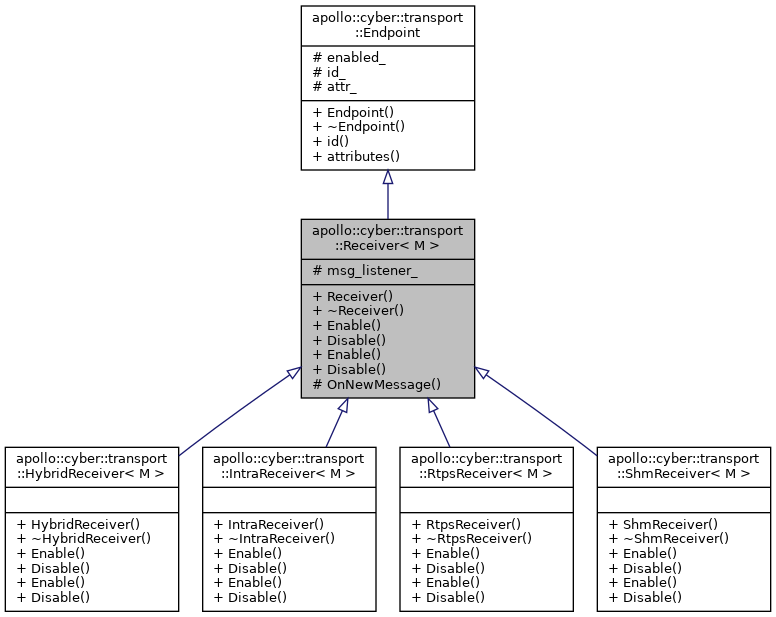 apollo::cyber::transport
::Endpoint
# enabled_
# id_
# attr_
+ Endpoint()
+ ~Endpoint()
+ id()
+ attributes()
apollo::cyber::transport
::Receiver< M >
# msg_listener_
+ Receiver()
+ ~Receiver()
+ Enable()
+ Disable()
+ Enable()
+ Disable()
# OnNewMessage()
apollo::cyber::transport
::HybridReceiver< M >
+ HybridReceiver()
+ ~HybridReceiver()
+ Enable()
+ Disable()
+ Enable()
+ Disable()
apollo::cyber::transport
::IntraReceiver< M >
+ IntraReceiver()
+ ~IntraReceiver()
+ Enable()
+ Disable()
+ Enable()
+ Disable()
apollo::cyber::transport
::RtpsReceiver< M >
+ RtpsReceiver()
+ ~RtpsReceiver()
+ Enable()
+ Disable()
+ Enable()
+ Disable()
apollo::cyber::transport
::ShmReceiver< M >
+ ShmReceiver()
+ ~ShmReceiver()
+ Enable()
+ Disable()
+ Enable()
+ Disable()